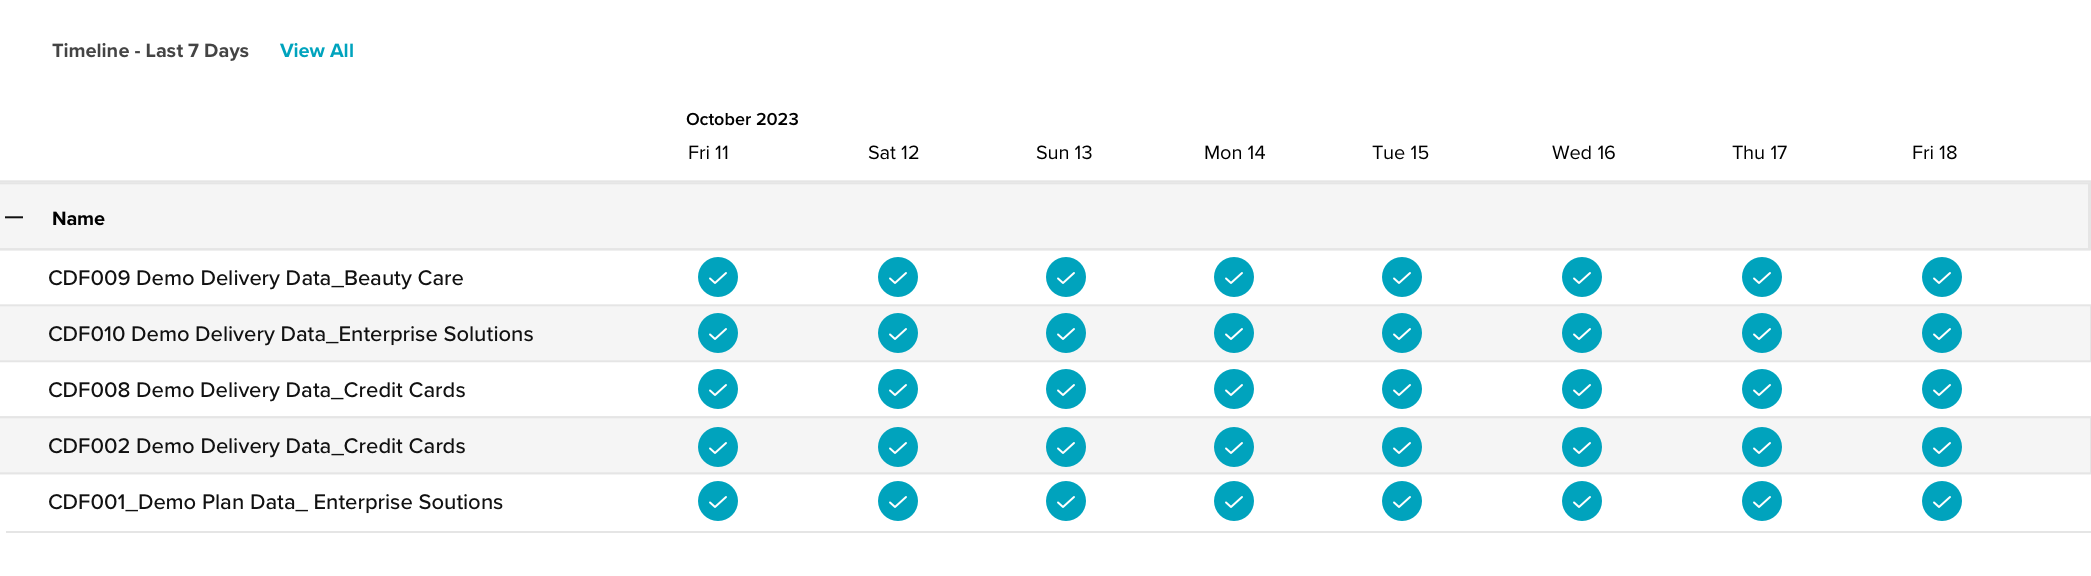 Timeline - Last 7 Days View All
October 2023
Fri 11 Sat 12 Sun 13 Mon 14 Tue 15 Wed 16 Thu 17 Fri 18
Name
CDF009 Demo Delivery Data_Beauty Care
CDF010 Demo Delivery Data_Enterprise Solutions
CDF008 Demo Delivery Data_Credit Cards
CDF002 Demo Delivery Data_Credit Cards
CDF001_Demo Plan Data_ Enterprise Soutions